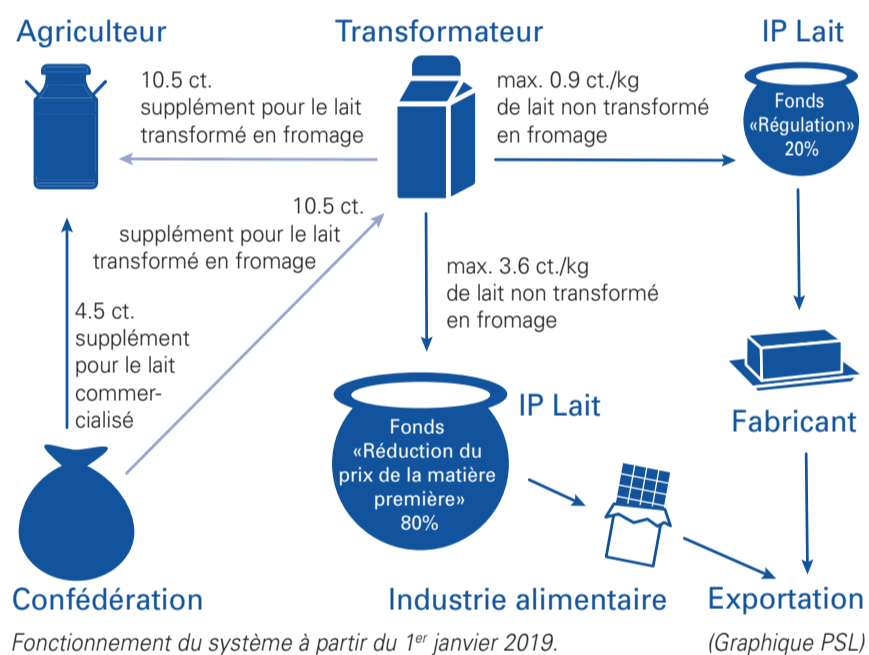 Agriculteur
Transformateur
IP Lait
10.5 ct.
supplément pour le lait
transformé en fromage
max. 0.9 ct./kg
de lait non transformé
en fromage
Fonds
«Régulation»
20%
10.5 ct.
supplément pour le lait
transformé en fromage
max. 3.6 ct./kg
de lait non transformé
en fromage
4.5 ct.
supplément
pour le lait
commer-
cialisé
IP Lait
Fonds
«Réduction du
prix de la matière
première»
80%
Fabricant
Confédération
Industrie alimentaire
Exportation
Fonctionnement du système à partir du 1er janvier 2019.
(Graphique PSL)